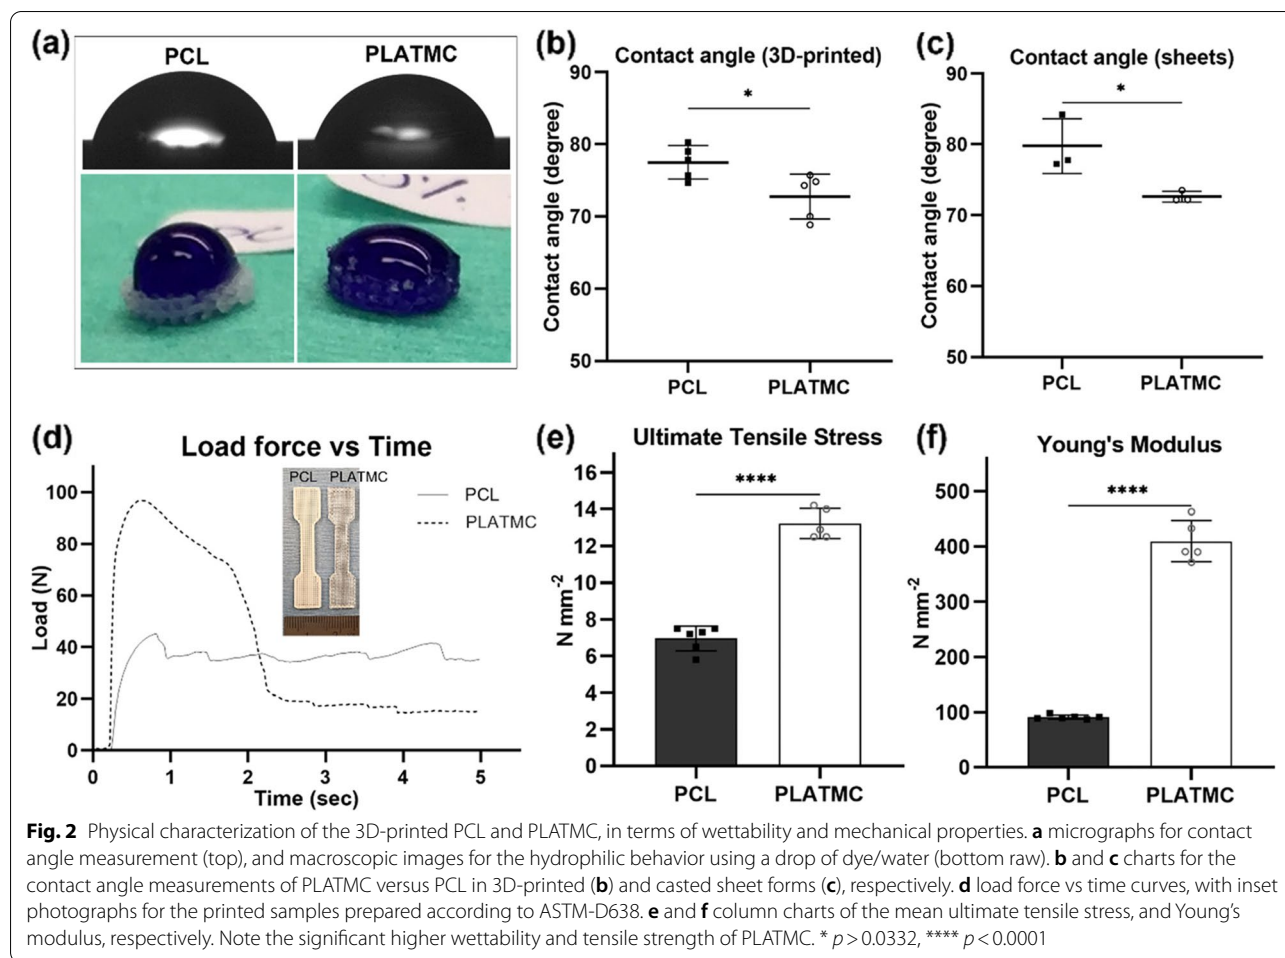 (a)
PCL
PLATMC
(b)
Contact angle (3D-printed)
Contact angle (degree)
90
80
70
60
50
*
PCL
PLATMC
(c)
Contact angle (sheets)
Contact angle (degree)
90
80
70
60
50
*
PCL
PLATMC
(d)
Load force vs Time
Load (N)
100
80
60
40
20
0
PCL
PLATMC
PCL
PLATMC
0
1
2
3
4
5
Time (sec)
(e)
Ultimate Tensile Stress
N mm-2
16
14
12
10
8
6
4
2
0
****
PCL
PLATMC
(f)
Young's Modulus
N mm-2
500
400
300
200
100
0
****
PCL
PLATMC
Fig. 2 Physical characterization of the 3D-printed PCL and PLATMC, in terms of wettability and mechanical properties. a micrographs for contact
angle measurement (top), and macroscopic images for the hydrophilic behavior using a drop of dye/water (bottom raw). b and c charts for the
contact angle measurements of PLATMC versus PCL in 3D-printed (b) and casted sheet forms (c), respectively. d load force vs time curves, with inset
photographs for the printed samples prepared according to ASTM-D638. e and f column charts of the mean ultimate tensile stress, and Young's
modulus, respectively. Note the significant higher wettability and tensile strength of PLATMC. * p > 0.0332, **** p < 0.0001